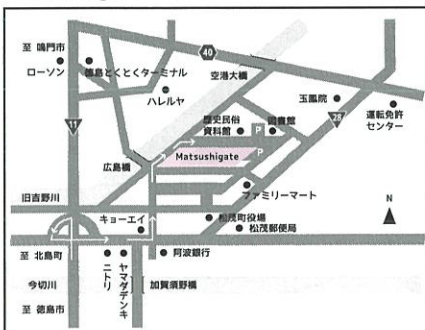 至 鳴門市
ローソン
徳島とくとくターミナル
40
空港大橋
ハレルヤ
玉鳳院
28
運転免許
センター
11
歴史民俗
資料館
P
図書館
広島橋
Matsushigate
P
ファミリーマート
旧吉野川
キョーエイ
松茂町役場
松茂郵便局
N
至 北島町
ニトリ
ヤマダデンキ
阿波銀行
今切川
加賀須野橋
至 徳島市